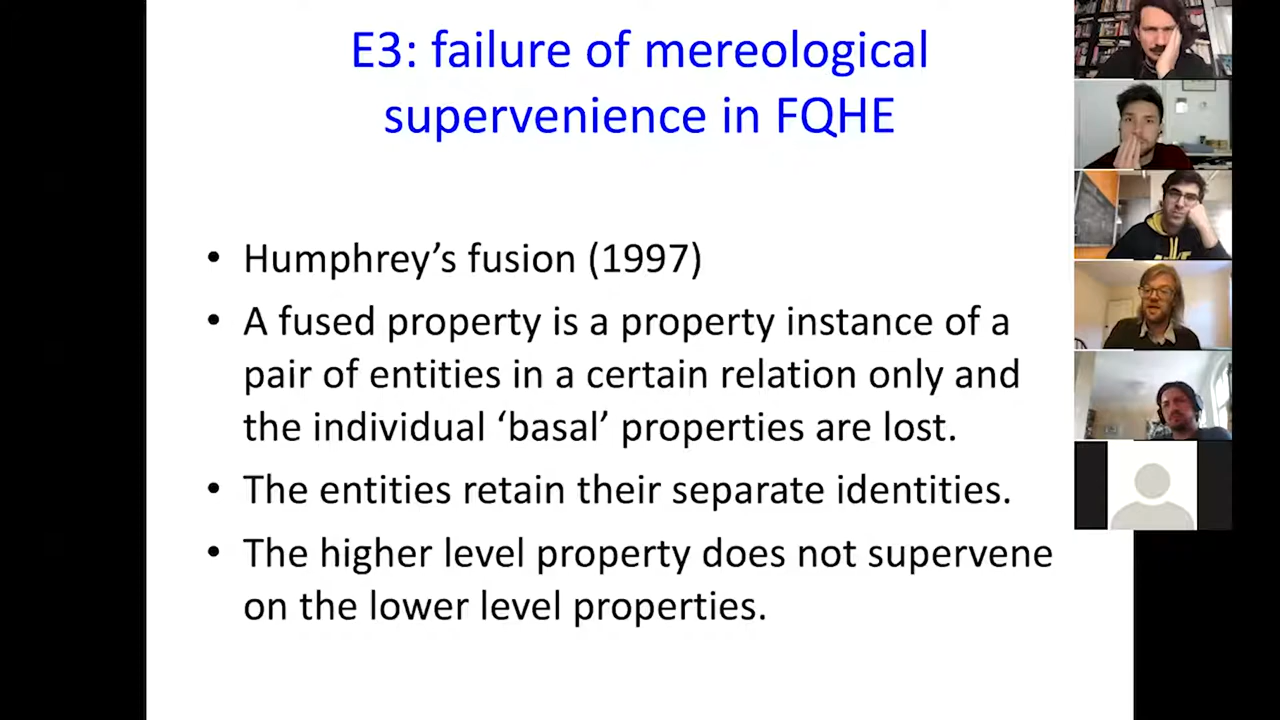 E3: failure of mereological
supervenience in FQHE
• Humphrey’s fusion (1997)
• A fused property is a property instance of a
pair of entities in a certain relation only and
the individual ‘basal’ properties are lost.
• The entities retain their separate identities.
• The higher level property does not supervene
on the lower level properties.